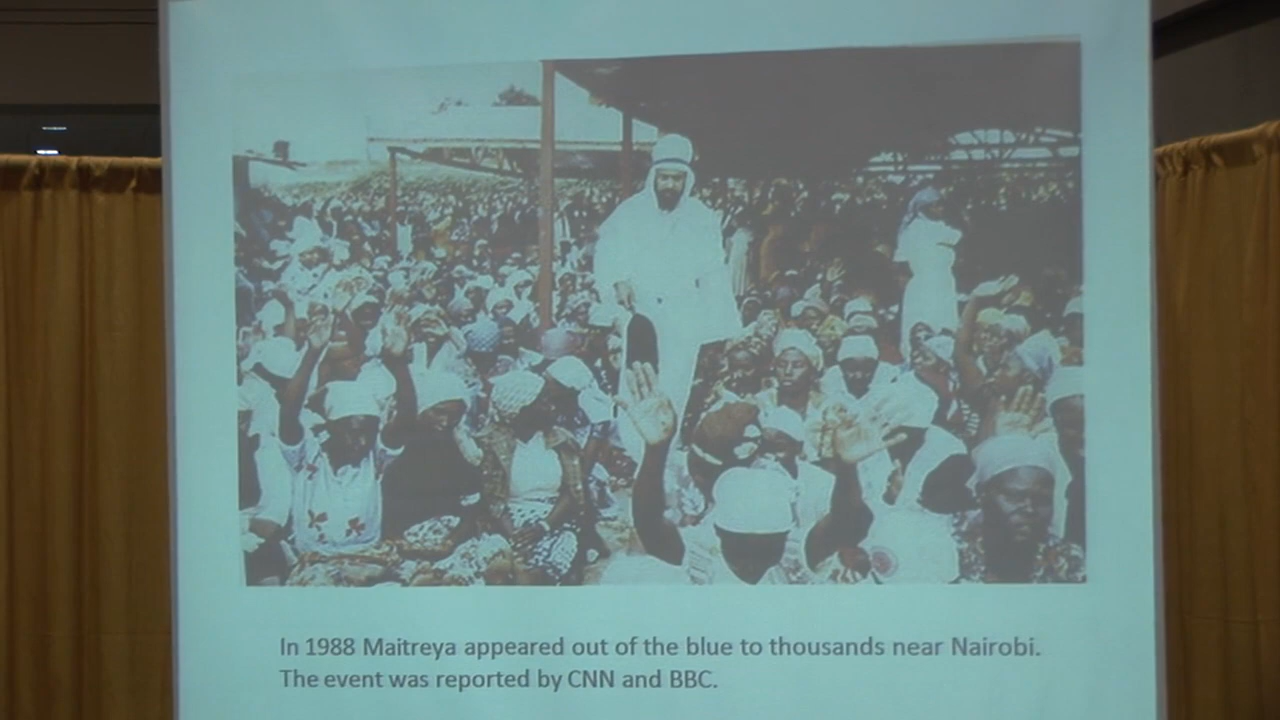 In 1988 Maitreya appeared out of the blue to thousands near Nairobi.
The event was reported by CNN and BBC.